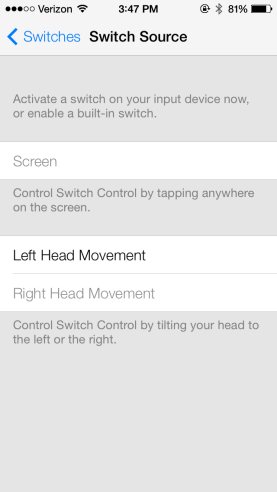 Verizon 3:47 PM 81%
Switches Switch Source
Activate a switch on your input device now,
or enable a built-in switch.
Screen
Control Switch Control by tapping anywhere
on the screen.
Left Head Movement
Right Head Movement
Control Switch Control by tilting your head to
the left or the right.